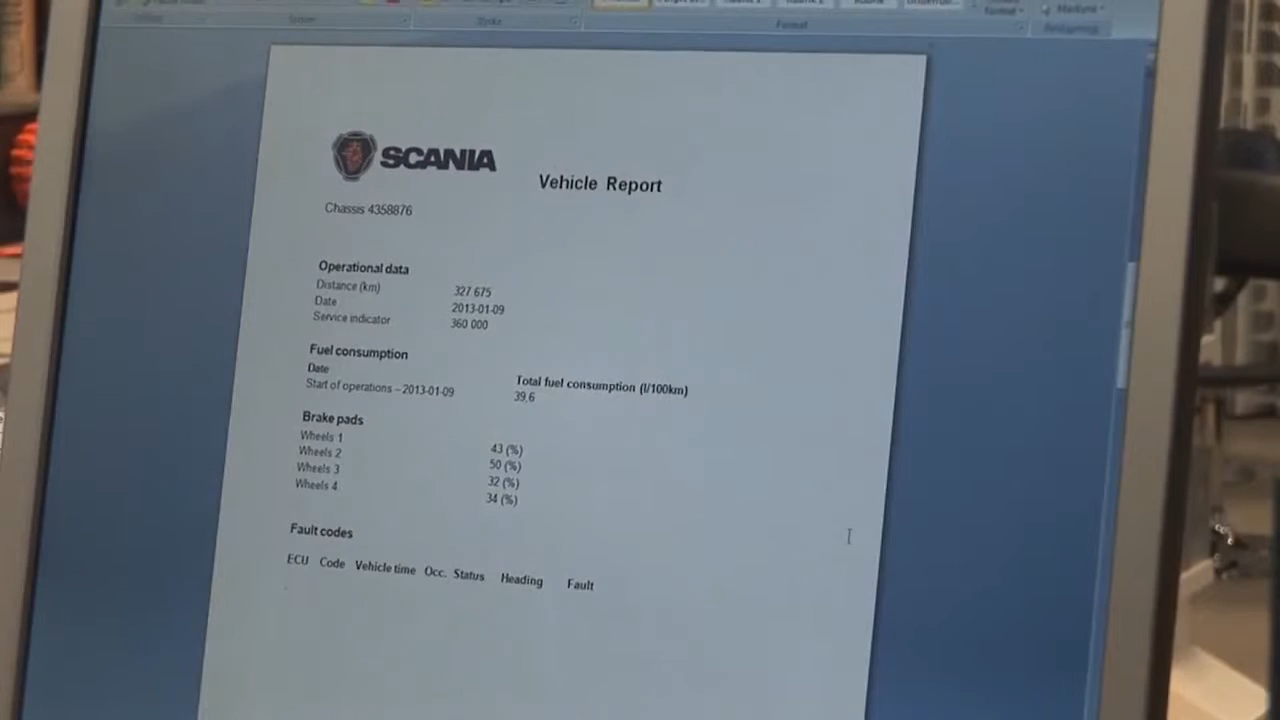 Format
SCANIA
Vehicle Report
Chassis 4358876
Operational data
Distance (km) 327 675
Date 2013-01-09
Service indicator 360 000
Fuel consumption
Date Total fuel consumption (l/100km)
Start of operations – 2013-01-09 39,6
Brake pads
Wheels 1 43 (%)
Wheels 2 50 (%)
Wheels 3 32 (%)
Wheels 4 34 (%)
Fault codes
ECU Code Vehicle time Occ. Status Heading Fault